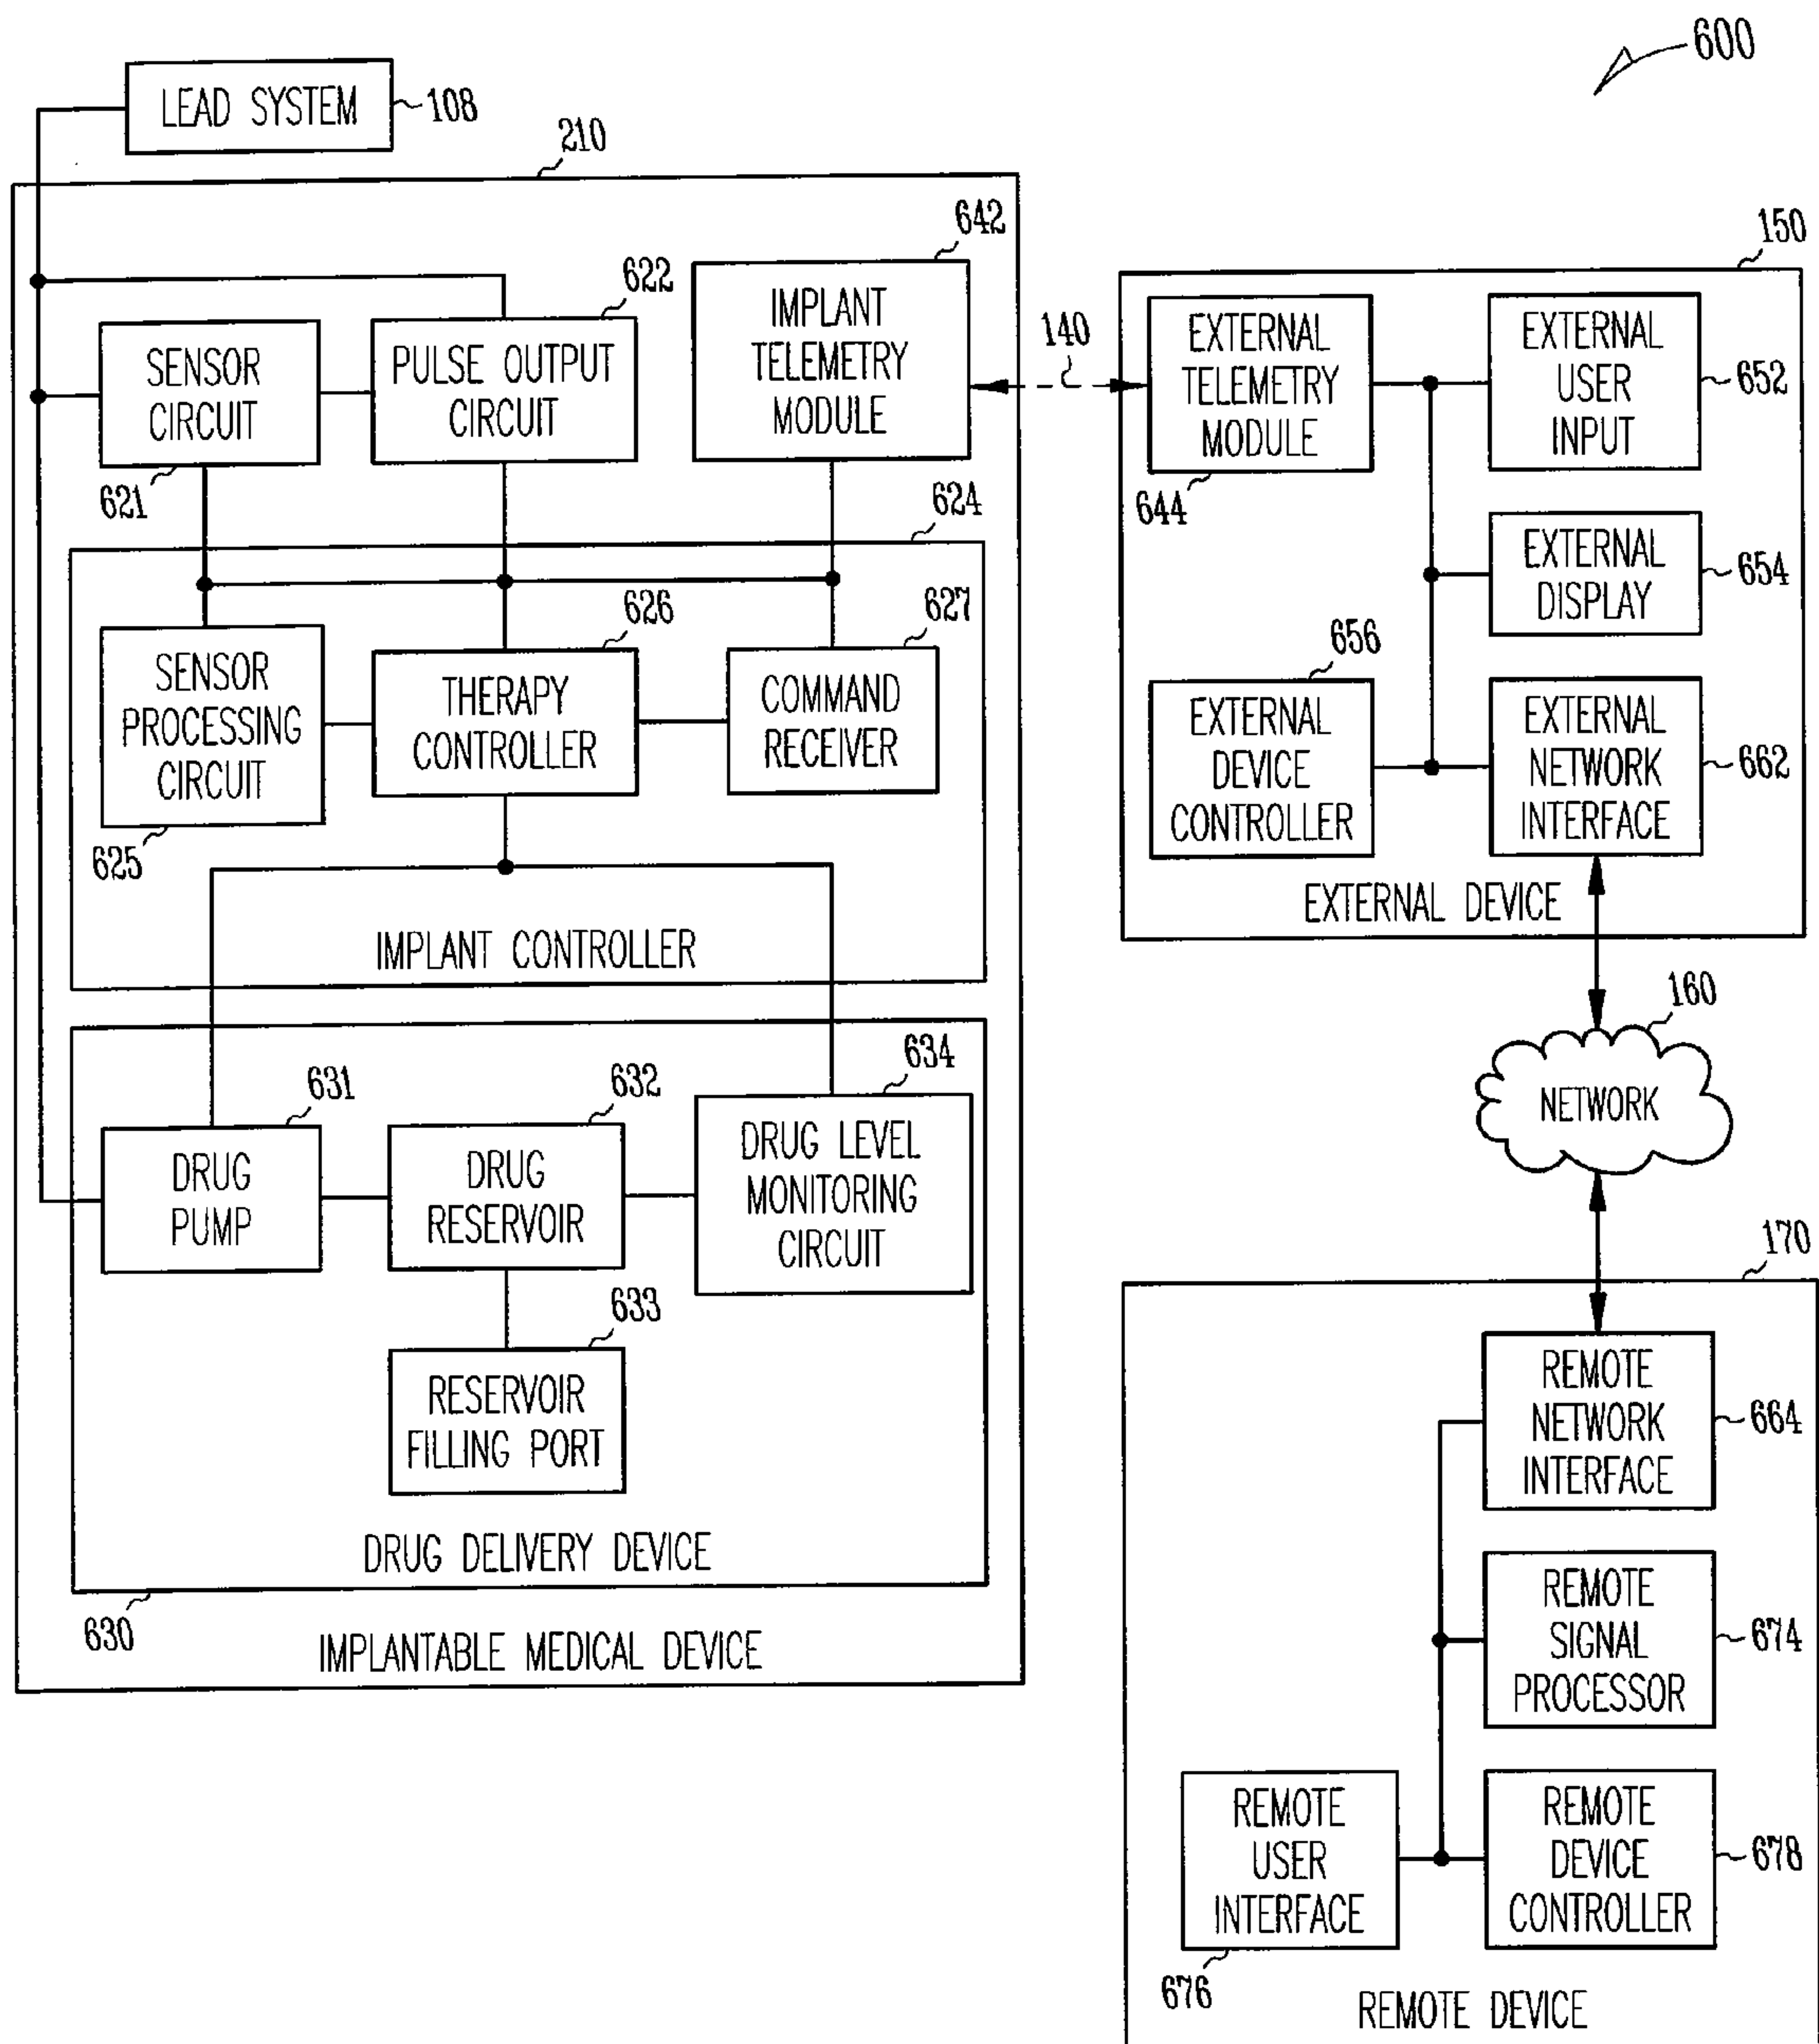 600
LEAD SYSTEM
108
210
642
622
SENSOR
CIRCUIT
621
PULSE OUTPUT
CIRCUIT
IMPLANT
TELEMETRY
MODULE
624
626
627
SENSOR
PROCESSING
CIRCUIT
625
THERAPY
CONTROLLER
COMMAND
RECEIVER
IMPLANT CONTROLLER
631
632
634
DRUG
PUMP
DRUG
RESERVOIR
DRUG LEVEL
MONITORING
CIRCUIT
633
RESERVOIR
FILLING PORT
DRUG DELIVERY DEVICE
630
IMPLANTABLE MEDICAL DEVICE
140
150
EXTERNAL
TELEMETRY
MODULE
644
EXTERNAL
USER
INPUT
652
EXTERNAL
DISPLAY
654
656
EXTERNAL
DEVICE
CONTROLLER
EXTERNAL
NETWORK
INTERFACE
662
EXTERNAL DEVICE
160
NETWORK
170
REMOTE
NETWORK
INTERFACE
664
REMOTE
SIGNAL
PROCESSOR
674
REMOTE
USER
INTERFACE
676
REMOTE
DEVICE
CONTROLLER
678
REMOTE DEVICE